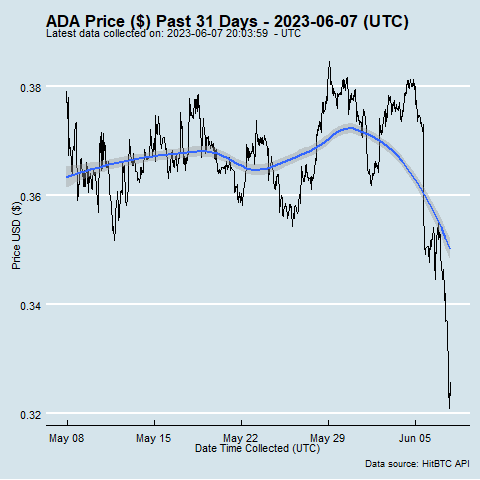 ADA Price ($) Past 31 Days - 2023-06-07 (UTC)
Latest data collected on: 2023-06-07 20:03:59 - UTC
0.38
0.36
0.34
0.32
Price USD ($)
May 08 May 15 May 22 May 29 Jun 05
Date Time Collected (UTC)
Data source: HitBTC API